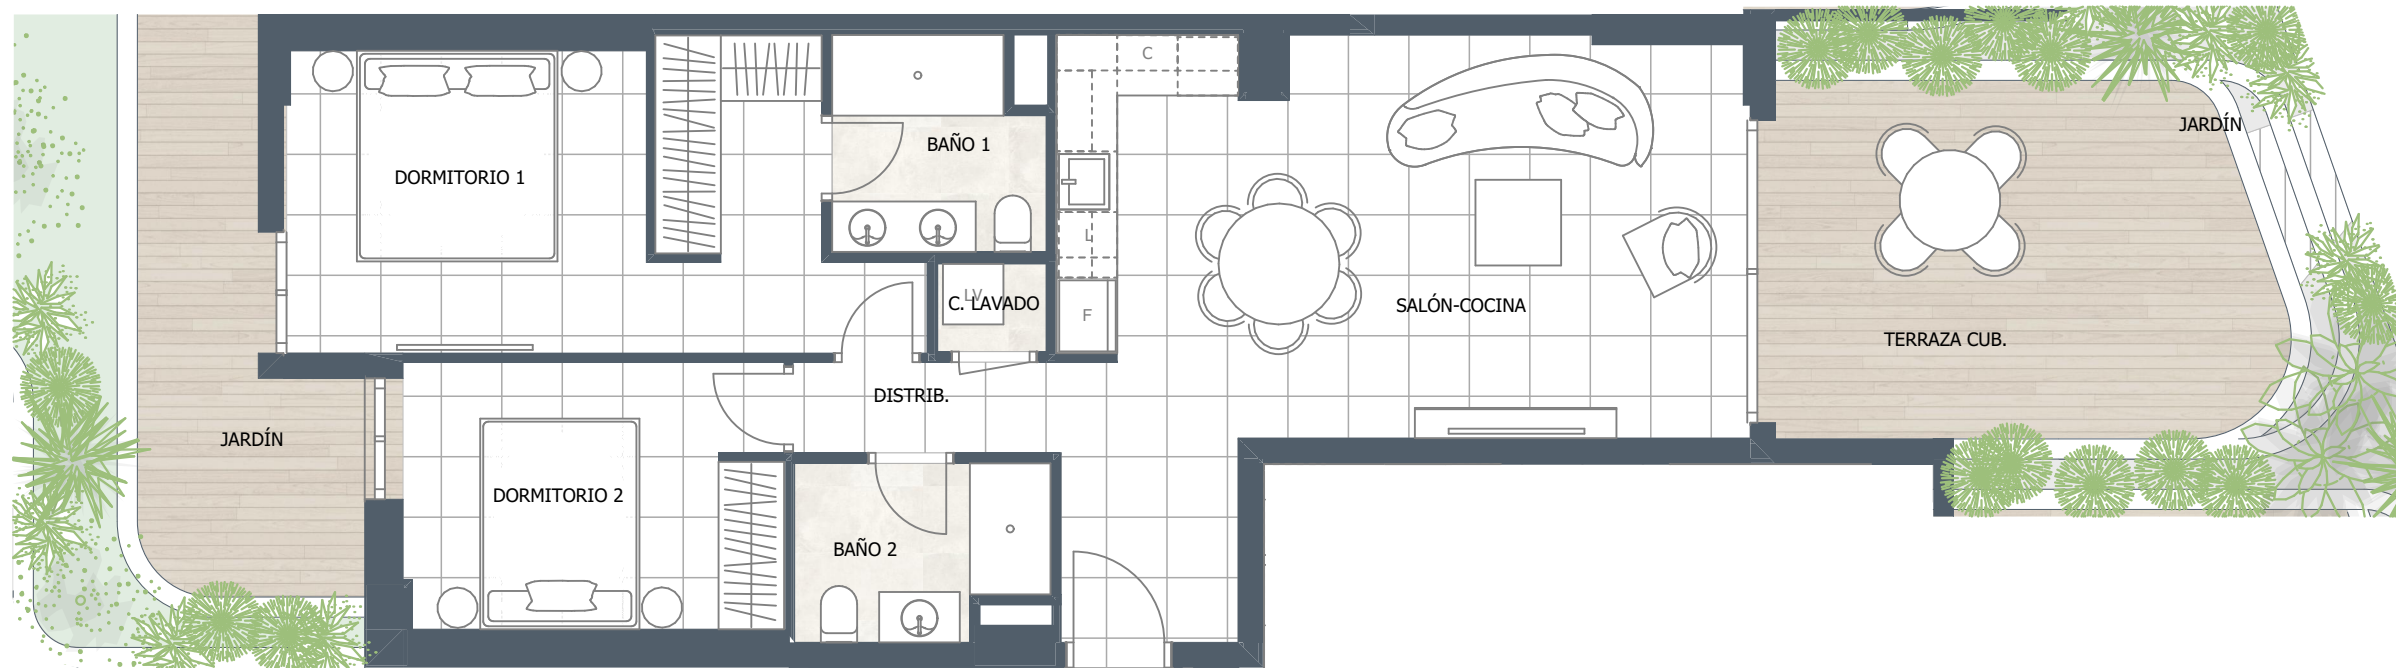 C
JARDÍN
BAÑO 1
DORMITORIO 1
L
LV
C. LAVADO
SALÓN-COCINA
F
TERRAZA CUB.
DISTRIB.
JARDÍN
DORMITORIO 2
BAÑO 2